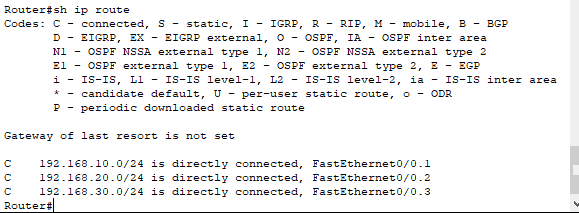 Router#sh ip route
Codes: C - connected, S - static, I - IGRP, R - RIP, M - mobile, B - BGP
D - EIGRP, EX - EIGRP external, O - OSPF, IA - OSPF inter area
N1 - OSPF NSSA external type 1, N2 - OSPF NSSA external type 2
E1 - OSPF external type 1, E2 - OSPF external type 2, E - EGP
i - IS-IS, L1 - IS-IS level-1, L2 - IS-IS level-2, ia - IS-IS inter area
* - candidate default, U - per-user static route, o - ODR
P - periodic downloaded static route
Gateway of last resort is not set
C 192.168.10.0/24 is directly connected, FastEthernet0/0.1
C 192.168.20.0/24 is directly connected, FastEthernet0/0.2
C 192.168.30.0/24 is directly connected, FastEthernet0/0.3
Router#